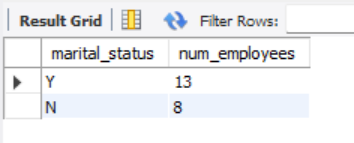 Result Grid Filter Rows:
marital_status num_employees
Y 13
N 8